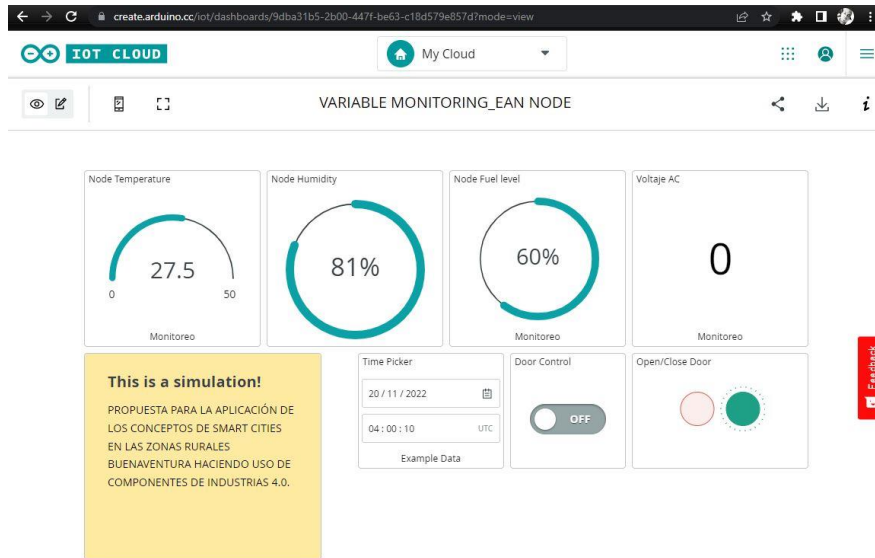 create.arduino.cc/iot/dashboards/9dba31b5-2b00-447f-be63-c18d579e857d?mode=view
IOT CLOUD
My Cloud
VARIABLE MONITORING_EAN NODE
i
Node Temperature
27.5
0 50
Monitoreo
Node Humidity
81%
Node Fuel level
60%
Monitoreo
Voltaje AC
0
Monitoreo
This is a simulation!
PROPUESTA PARA LA APLICACIÓN DE
LOS CONCEPTOS DE SMART CITIES
EN LAS ZONAS RURALES
BUENAVENTURA HACIENDO USO DE
COMPONENTES DE INDUSTRIAS 4.0.
Time Picker
20 / 11 / 2022
04 : 00 : 10 UTC
Example Data
Door Control
OFF
Open/Close Door
Feedback